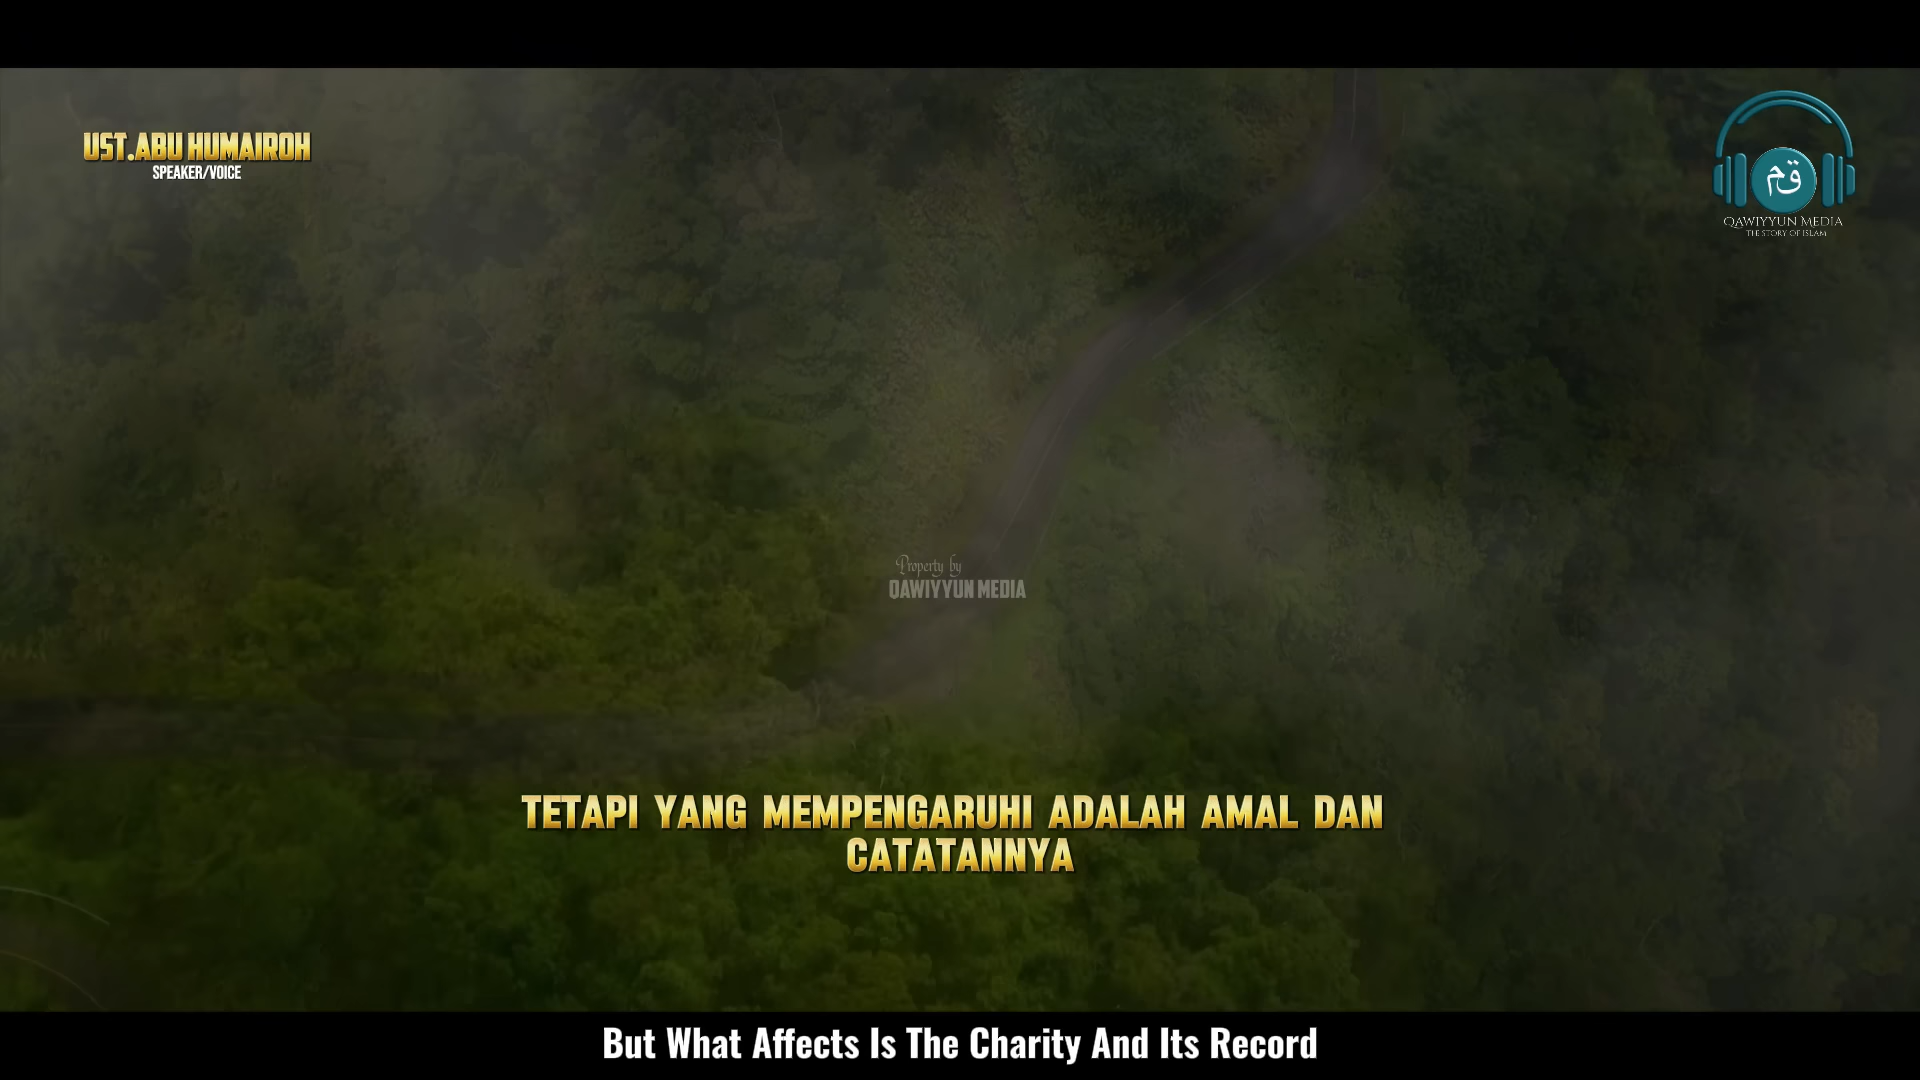 UST.ABU HUMAIROH
SPEAKER/VOICE
قم
QAWIYYUN MEDIA
THE STORY OF ISLAM
Property by
QAWIYYUN MEDIA
TETAPI YANG MEMPENGARUHI ADALAH AMAL DAN
CATATANNYA
But What Affects Is The Charity And Its Record